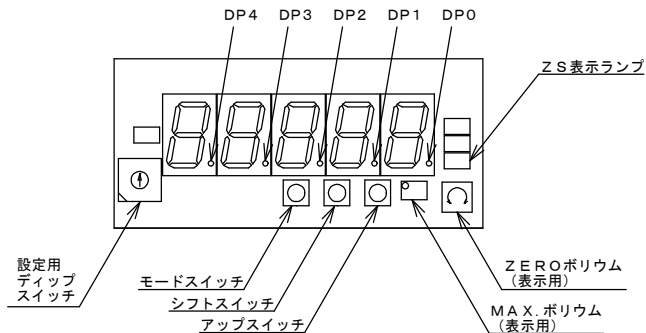 DP4 DP3 DP2 DP1 DP0
ZS表示ランプ
設定用
ディップ
スイッチ
モードスイッチ
シフトスイッチ
アップスイッチ
ZEROボリウム
(表示用)
MAX.ボリウム
(表示用)